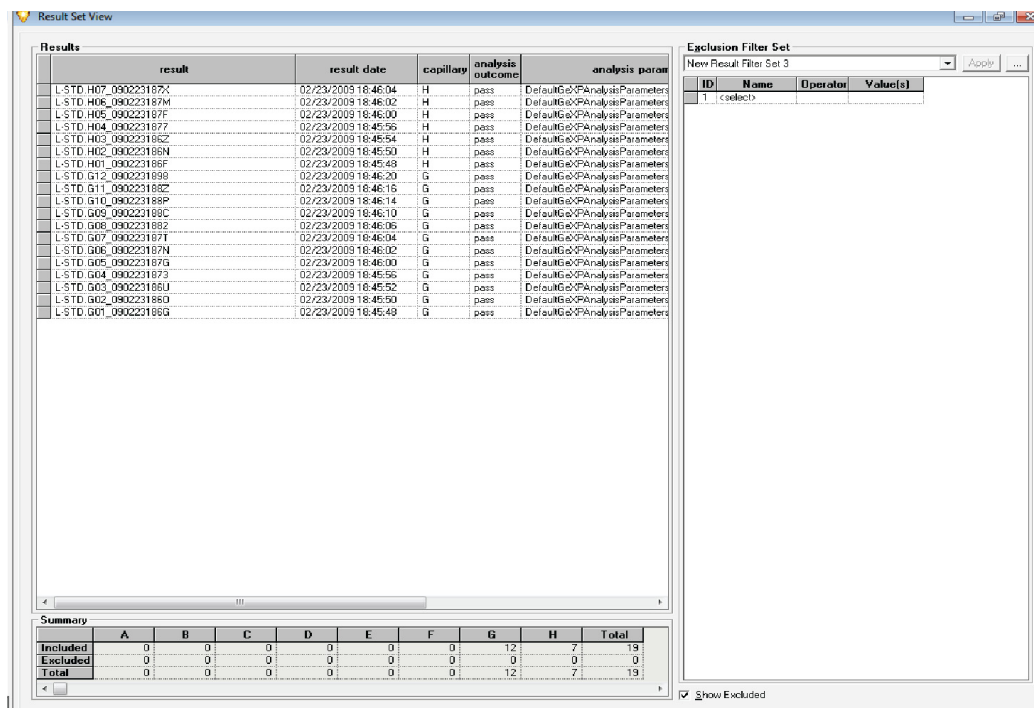 Result Set View
Results
result result date capillary analysis outcome analysis param
L-STD.H07_090223187X 02/23/2009 18:46:04 H pass DefaultGeXPAnalysisParameters
L-STD.H06_090223187M 02/23/2009 18:46:02 H pass DefaultGeXPAnalysisParameters
L-STD.H05_090223187F 02/23/2009 18:46:00 H pass DefaultGeXPAnalysisParameters
L-STD.H04_0902231877 02/23/2009 18:45:56 H pass DefaultGeXPAnalysisParameters
L-STD.H03_090223186Z 02/23/2009 18:45:54 H pass DefaultGeXPAnalysisParameters
L-STD.H02_090223186N 02/23/2009 18:45:50 H pass DefaultGeXPAnalysisParameters
L-STD.H01_090223186F 02/23/2009 18:45:48 H pass DefaultGeXPAnalysisParameters
L-STD.G12_0902231898 02/23/2009 18:46:20 G pass DefaultGeXPAnalysisParameters
L-STD.G11_090223188Z 02/23/2009 18:46:16 G pass DefaultGeXPAnalysisParameters
L-STD.G10_090223188P 02/23/2009 18:46:14 G pass DefaultGeXPAnalysisParameters
L-STD.G09_090223188C 02/23/2009 18:46:10 G pass DefaultGeXPAnalysisParameters
L-STD.G08_0902231882 02/23/2009 18:46:06 G pass DefaultGeXPAnalysisParameters
L-STD.G07_090223187T 02/23/2009 18:46:04 G pass DefaultGeXPAnalysisParameters
L-STD.G06_090223187N 02/23/2009 18:46:02 G pass DefaultGeXPAnalysisParameters
L-STD.G05_090223187G 02/23/2009 18:46:00 G pass DefaultGeXPAnalysisParameters
L-STD.G04_0902231873 02/23/2009 18:45:56 G pass DefaultGeXPAnalysisParameters
L-STD.G03_090223186U 02/23/2009 18:45:52 G pass DefaultGeXPAnalysisParameters
L-STD.G02_090223186O 02/23/2009 18:45:50 G pass DefaultGeXPAnalysisParameters
L-STD.G01_090223186G 02/23/2009 18:45:48 G pass DefaultGeXPAnalysisParameters
Summary
A B C D E F G H Total
Included 0 0 0 0 0 0 12 7 19
Excluded 0 0 0 0 0 0 0 0 0
Total 0 0 0 0 0 0 12 7 19
Exclusion Filter Set
New Result Filter Set 3 Apply ...
ID Name Operator Value(s)
1 <select>
Show Excluded